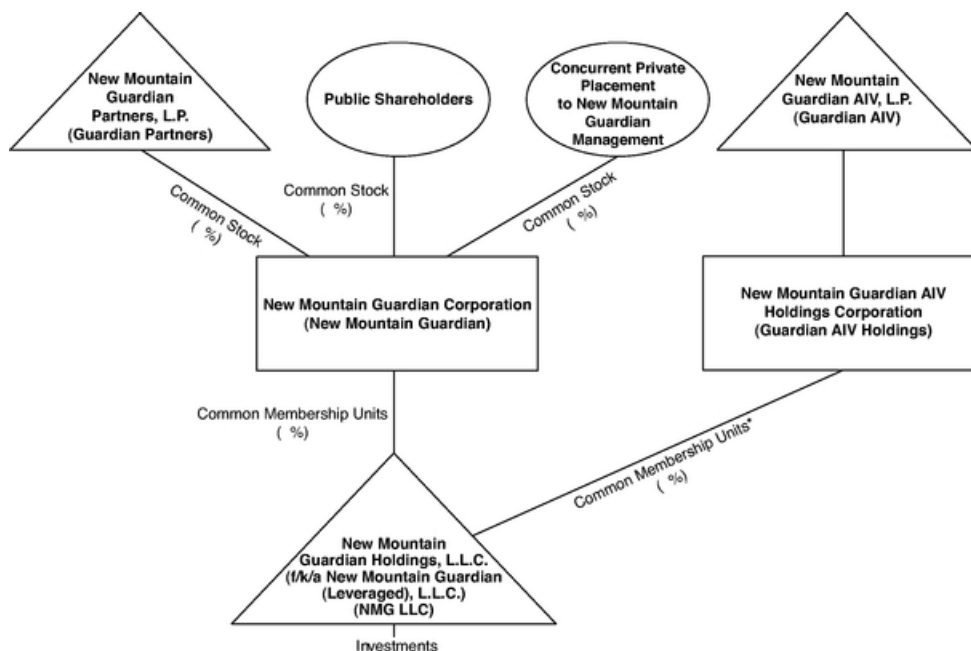 New Mountain
Guardian
Partners, L.P.
(Guardian Partners)
Public Shareholders
Concurrent Private
Placement
to New Mountain
Guardian
Management
New Mountain
Guardian AIV, L.P.
(Guardian AIV)
Common Stock
( %)
Common Stock
( %)
Common Stock
( %)
New Mountain Guardian Corporation
(New Mountain Guardian)
New Mountain Guardian AIV
Holdings Corporation
(Guardian AIV Holdings)
Common Membership Units
( %)
Common Membership Units*
( %)
New Mountain
Guardian Holdings, L.L.C.
(f/k/a New Mountain Guardian
(Leveraged), L.L.C.)
(NMG LLC)
Investments